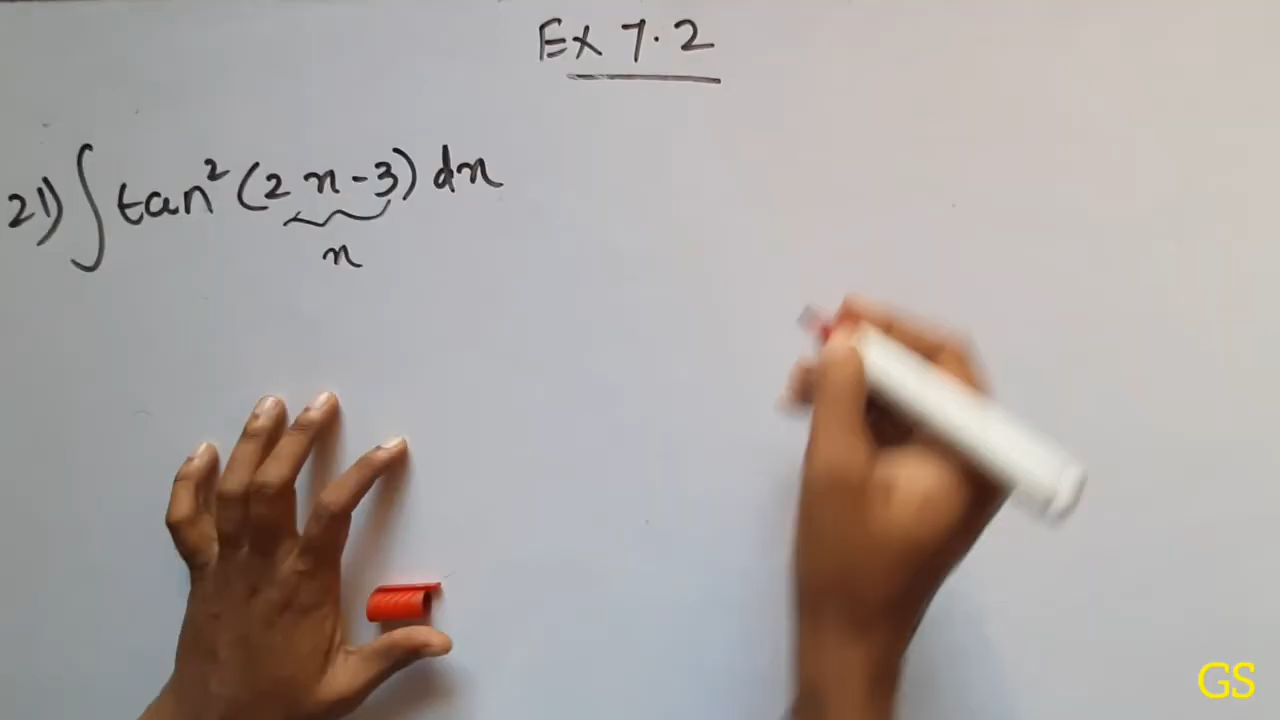 Ex 7.2
21) ∫ tan² (2x-3) dx
x
GS